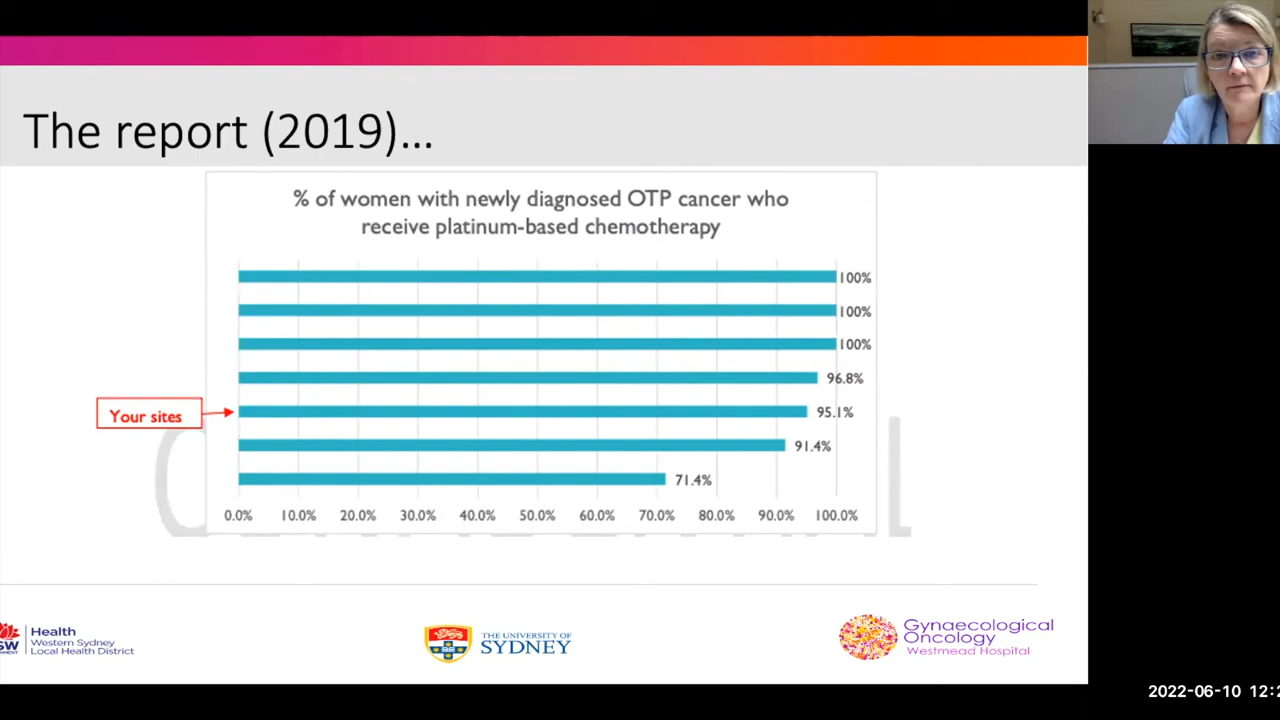 The report (2019)...
% of women with newly diagnosed OTP cancer who
receive platinum-based chemotherapy
100%
100%
100%
96.8%
Your sites
95.1%
91.4%
71.4%
0.0% 10.0% 20.0% 30.0% 40.0% 50.0% 60.0% 70.0% 80.0% 90.0% 100.0%
Health
Western Sydney
Local Health District
THE UNIVERSITY OF
SYDNEY
Gynaecological
Oncology
Westmead Hospital
2022-06-10 12:2